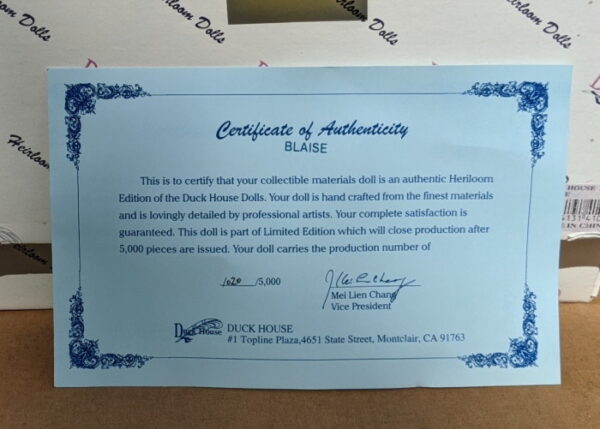 Heirloom Dolls
Heirloom Dolls
Heirloom Dolls
Heirloom
Certificate of Authenticity
BLAISE
This is to certify that your collectible materials doll is an authentic Heriloom
Edition of the Duck House Dolls. Your doll is hand crafted from the finest materials
and is lovingly detailed by professional artists. Your complete satisfaction is
guaranteed. This doll is part of Limited Edition which will close production after
5,000 pieces are issued. Your doll carries the production number of
1020/5,000
Mei Lien Chang
Vice President
Duck House
DUCK HOUSE
#1 Topline Plaza,4651 State Street, Montclair, CA 91763
HOUSE
E IN CHIN